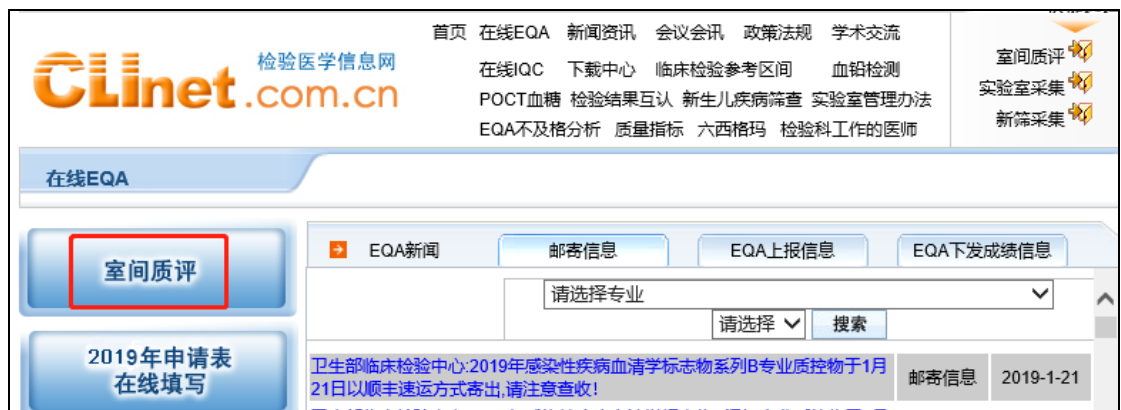 首页 在线EQA 新闻资讯 会议会讯 政策法规 学术交流
CLinet.com.cn 检验医学信息网
在线IQC 下载中心 临床检验参考区间 血铅检测
POCT血糖 检验结果互认 新生儿疾病筛查 实验室管理办法
EQA不及格分析 质量指标 六西格玛 检验科工作的医师
室间质评
实验室采集
新筛采集
在线EQA
室间质评
2019年申请表
在线填写
EQA新闻 邮寄信息 EQA上报信息 EQA下发成绩信息
请选择专业
请选择 搜索
卫生部临床检验中心:2019年感染性疾病血清学标志物系列B专业质控物于1月
21日以顺丰速运方式寄出,请注意查收!
邮寄信息 2019-1-21